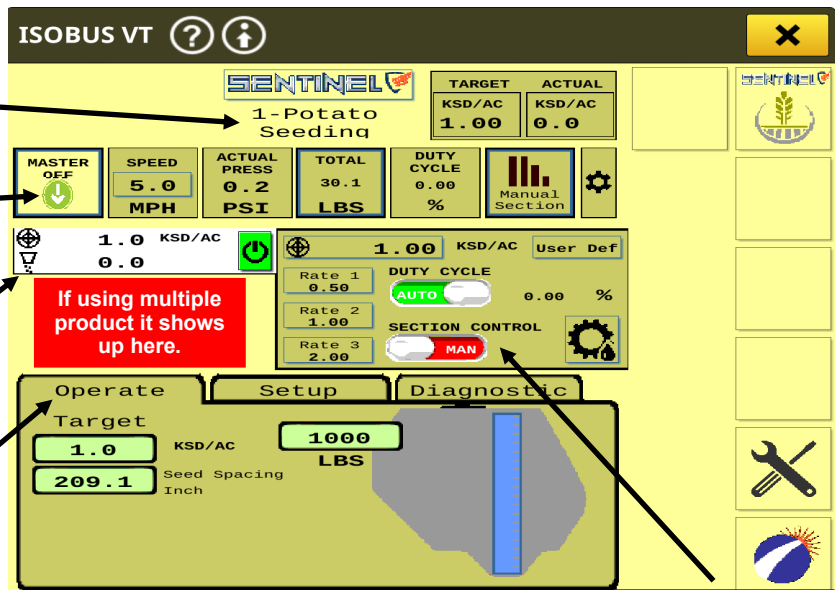 ISOBUS VT
SENTINEL
1-Potato
Seeding
TARGET ACTUAL
KSD/AC KSD/AC
1.00 0.0
SENTINEL
MASTER
OFF
SPEED
5.0
MPH
ACTUAL
PRESS
0.2
PSI
TOTAL
30.1
LBS
DUTY
CYCLE
0.00
%
Manual
Section
1.0 KSD/AC
0.0
1.00 KSD/AC User Def
Rate 1
0.50
Rate 2
1.00
Rate 3
2.00
DUTY CYCLE
AUTO 0.00 %
SECTION CONTROL
MAN
If using multiple
product it shows
up here.
Operate Setup Diagnostic
Target
1.0 KSD/AC
209.1 Seed Spacing
Inch
1000
LBS